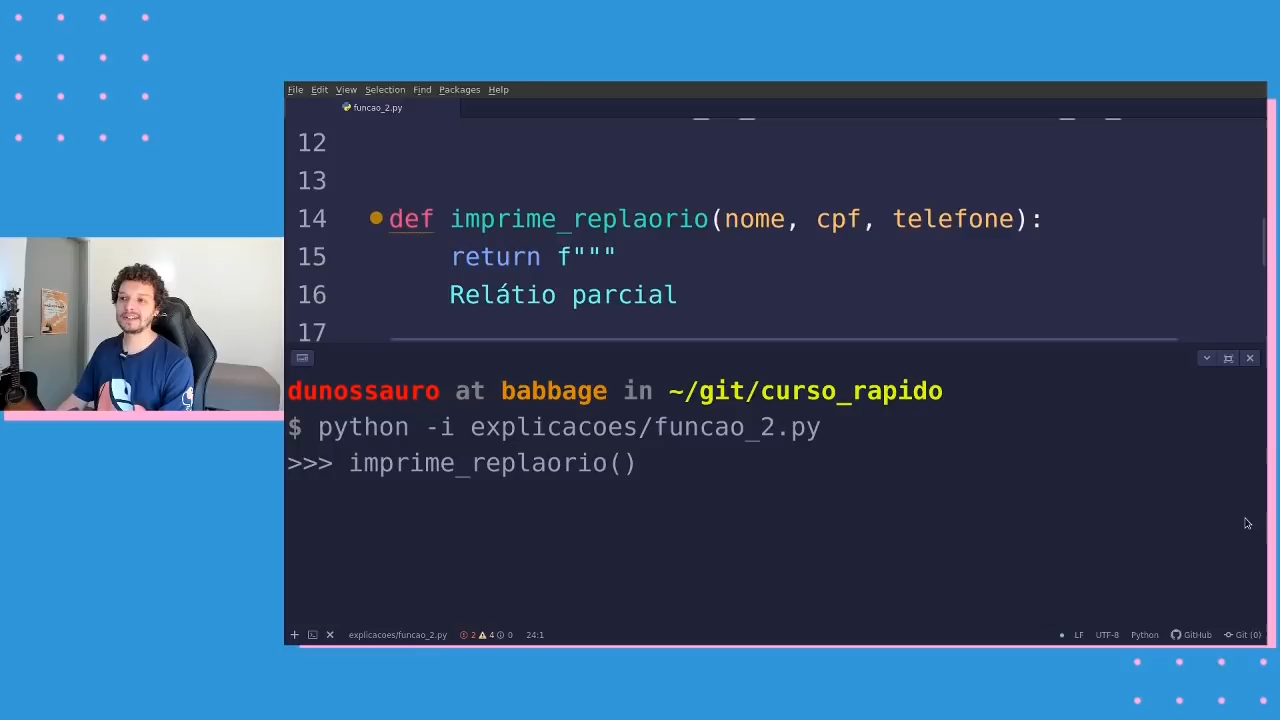 File Edit View Selection Find Packages Help
funcao_2.py
12
13
14 def imprime_replaorio(nome, cpf, telefone):
15 return f"""
16 Relátio parcial
17
dunossauro at babbage in ~/git/curso_rapido
$ python -i explicacoes/funcao_2.py
>>> imprime_replaorio()
explicacoes/funcao_2.py 2 4 0 24:1 LF UTF-8 Python GitHub Git (0)